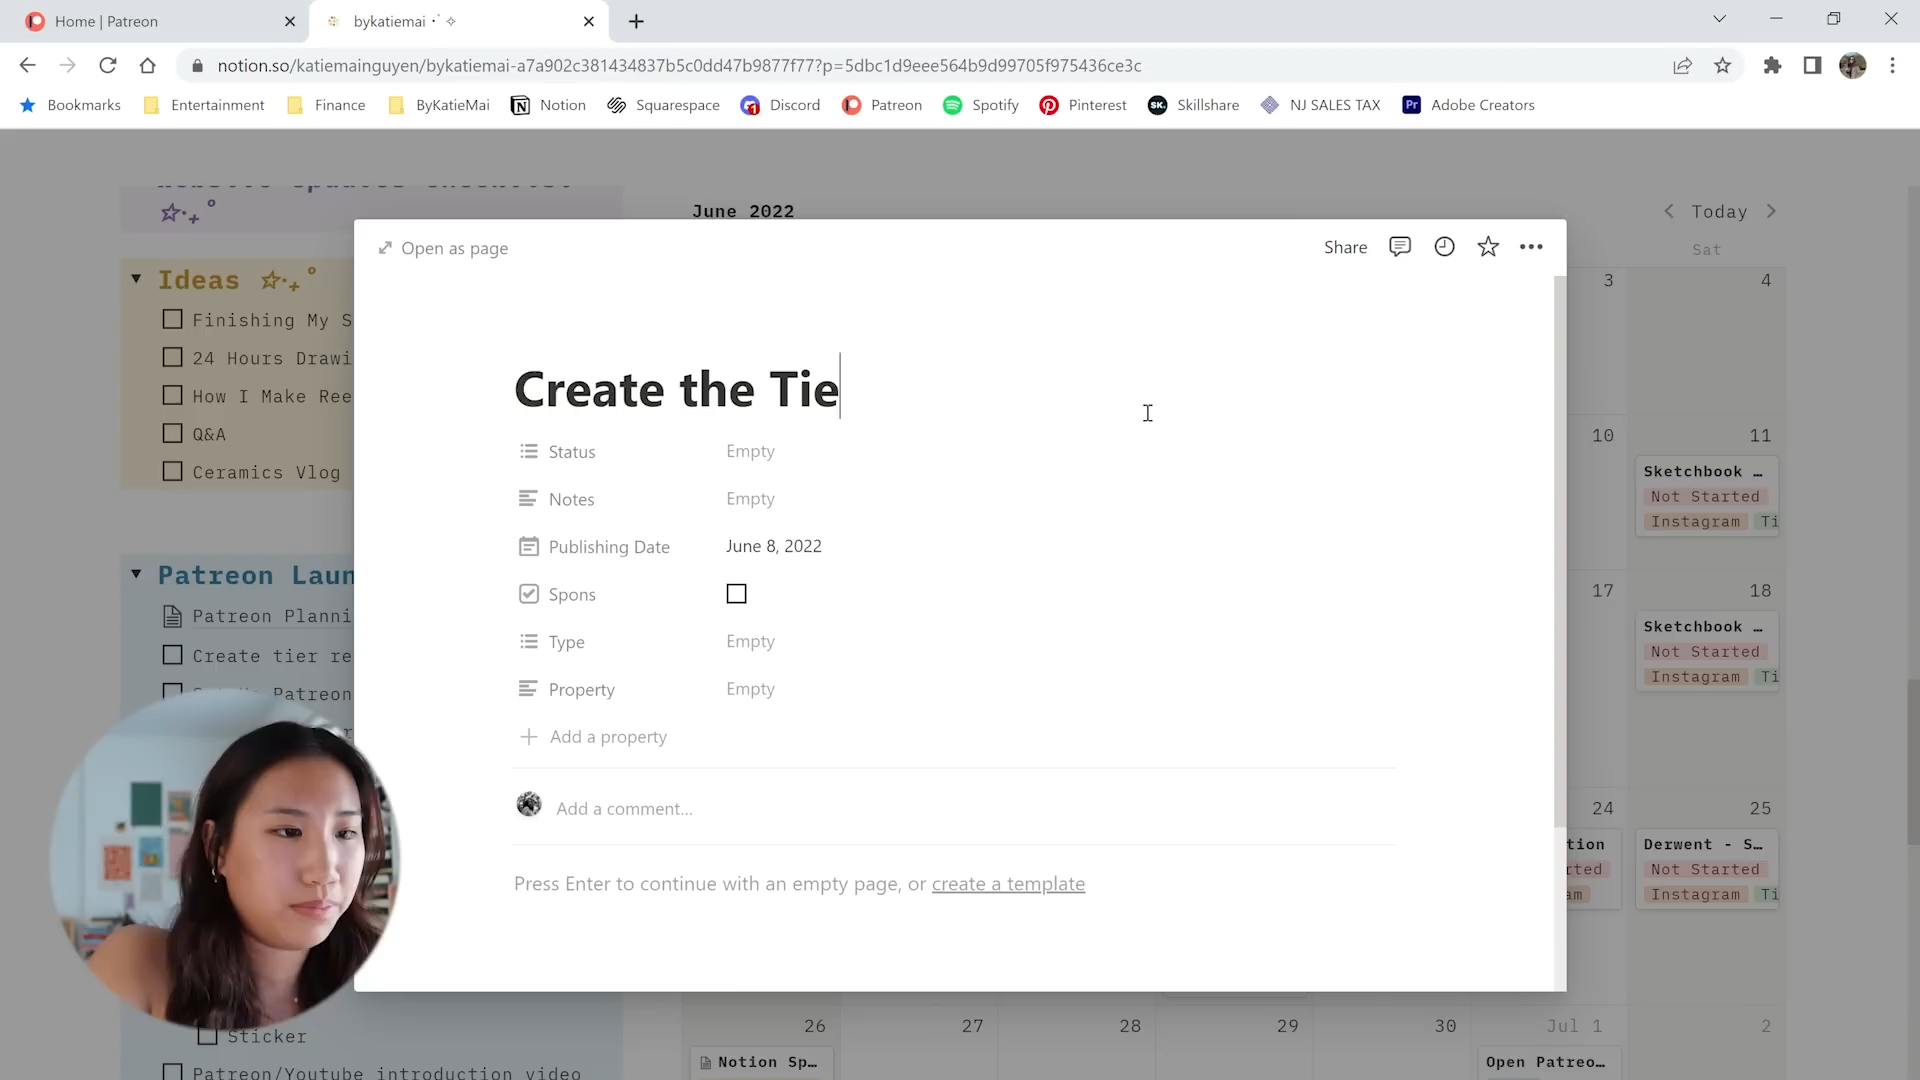 Home | Patreon
bykatiemai ⋆˙✧
notion.so/katiemainguyen/bykatiemai-a7a902c381434837b5c0dd47b9877f77?p=5dbc1d9eee564b9d99705f975436ce3c
Bookmarks Entertainment Finance ByKatieMai Notion Squarespace Discord Patreon Spotify Pinterest Skillshare NJ SALES TAX Adobe Creators
June 2022
Today
Sat
Open as page
Share
Ideas ☆·.₊˚
Finishing My S
24 Hours Drawi
How I Make Ree
Q&A
Ceramics Vlog
Patreon Laun
Patreon Planni
Create tier re
Patreon
Sticker
Patreon/Youtube introduction video
Create the Tie
Status Empty
Notes Empty
Publishing Date June 8, 2022
Spons
Type Empty
Property Empty
Add a property
Add a comment...
Press Enter to continue with an empty page, or create a template
3 4
10 11
Sketchbook …
Not Started
Instagram Ti
17 18
Sketchbook …
Not Started
Instagram Ti
24 25
tion
rted
am
Derwent - S…
Not Started
Instagram Ti
26 27 28 29 30 Jul 1 2
Notion Sp…
Open Patreo…